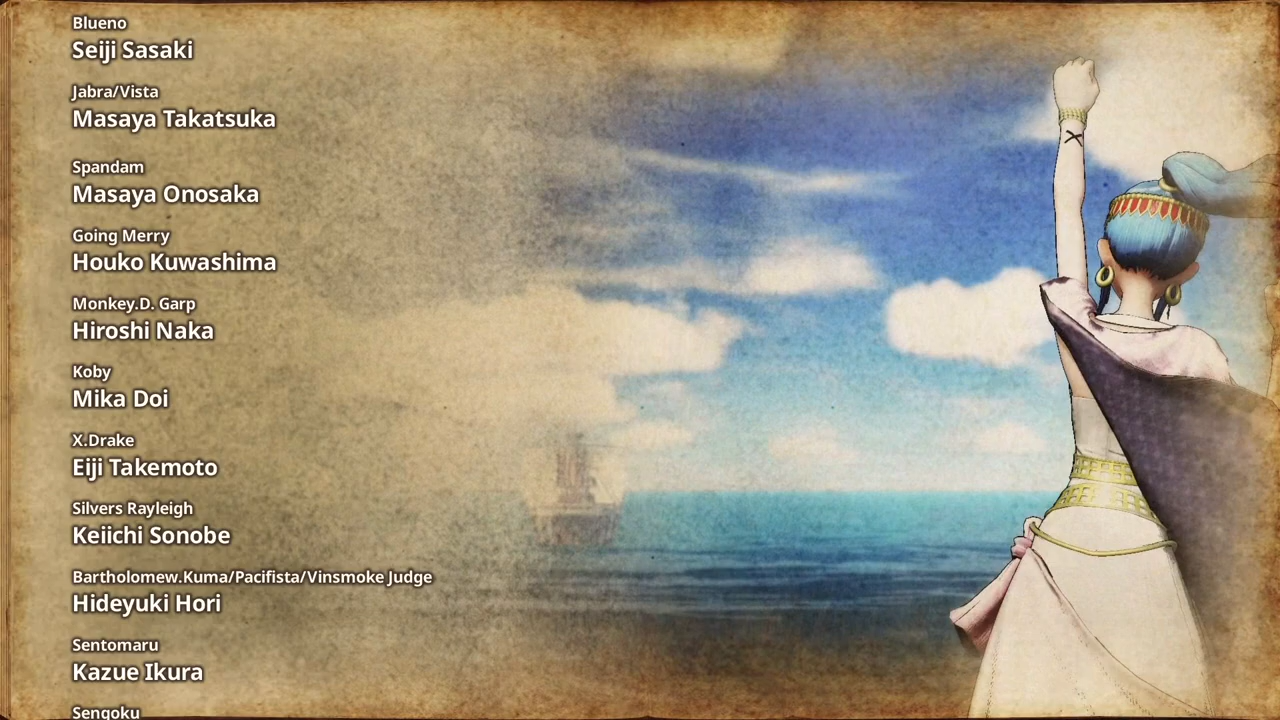 Blueno
Seiji Sasaki
Jabra/Vista
Masaya Takatsuka
Spandam
Masaya Onosaka
Going Merry
Houko Kuwashima
Monkey.D. Garp
Hiroshi Naka
Koby
Mika Doi
X.Drake
Eiji Takemoto
Silvers Rayleigh
Keiichi Sonobe
Bartholomew.Kuma/Pacifista/Vinsmoke Judge
Hideyuki Hori
Sentomaru
Kazue Ikura
Sengoku